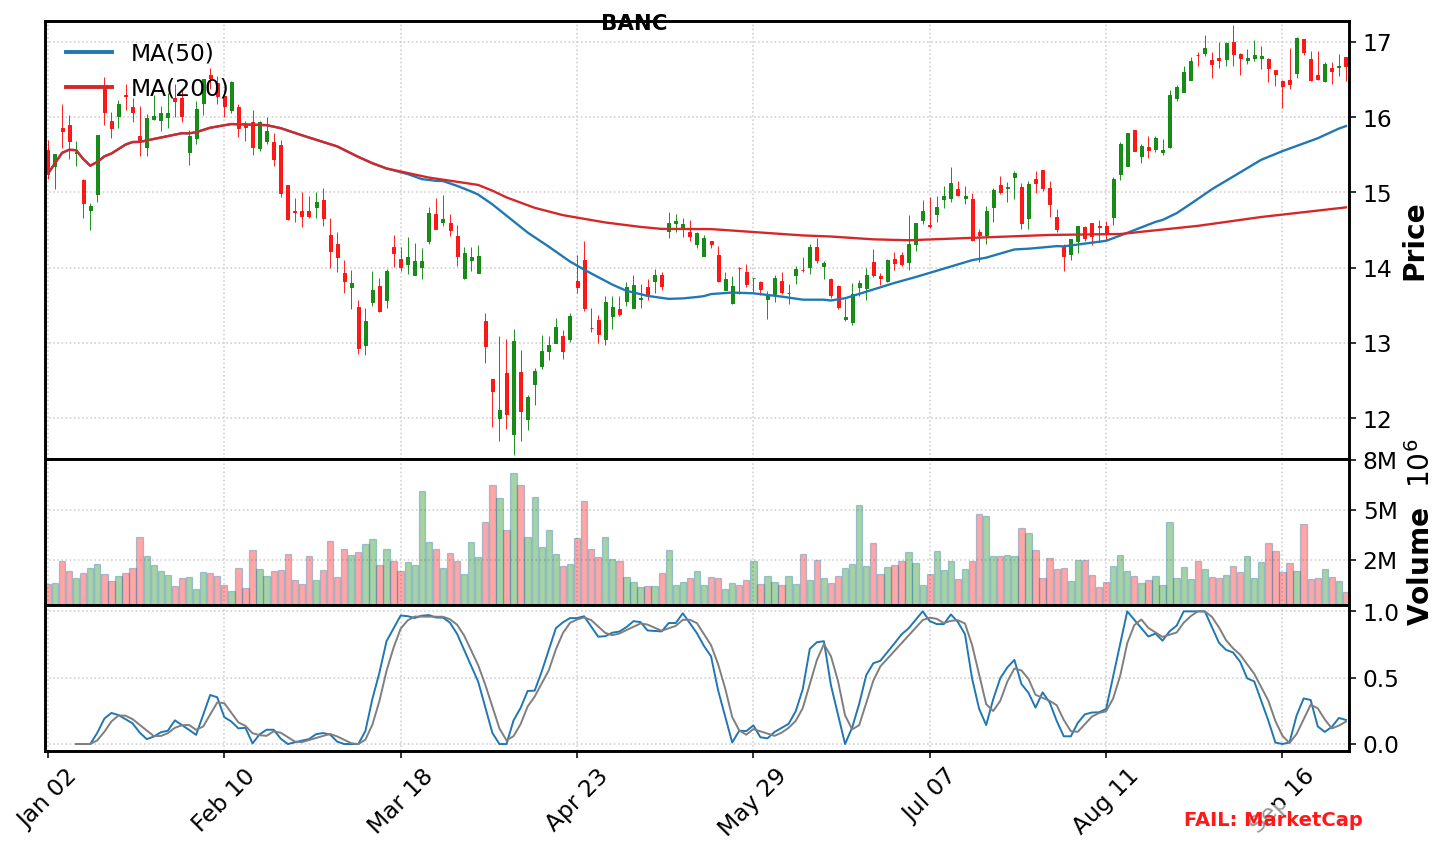 BANC
MA(50)
MA(200)
17
16
15
14
13
12
Price
8M
5M
2M
Volume 10^6
1.0
0.5
0.0
Jan 02
Feb 10
Mar 18
Apr 23
May 29
Jul 07
Aug 11
Sep 16
FAIL: MarketCap